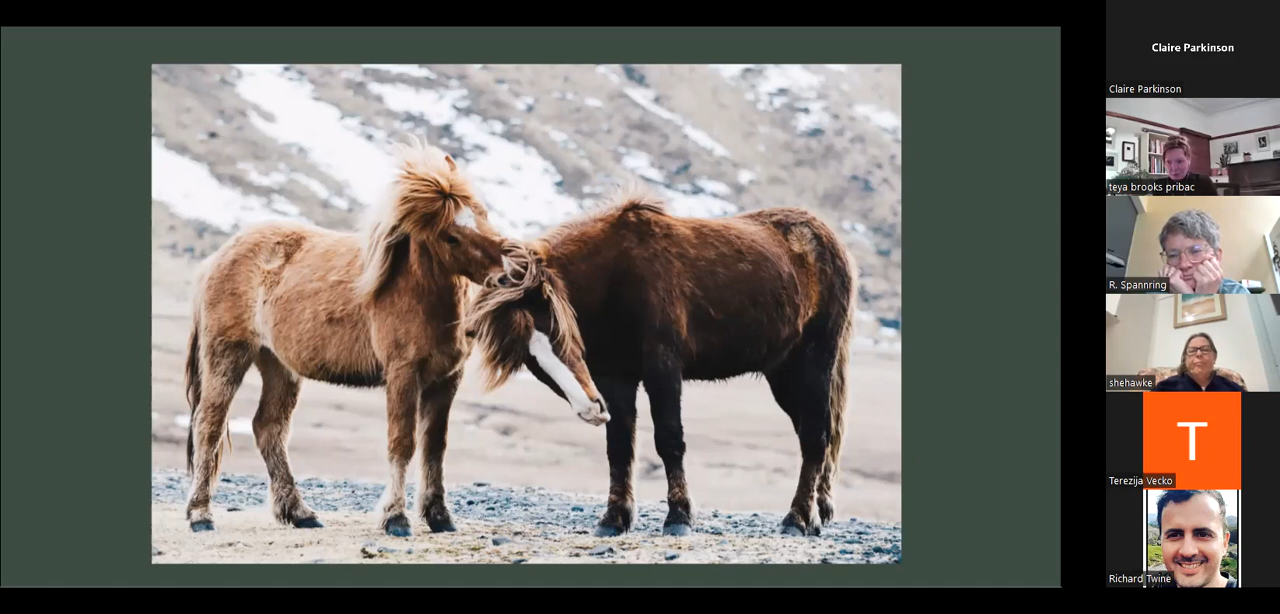 Claire Parkinson
Claire Parkinson
teya brooks pribac
R. Spannring
shehawke
T
Terezija Vecko
Richard Twine